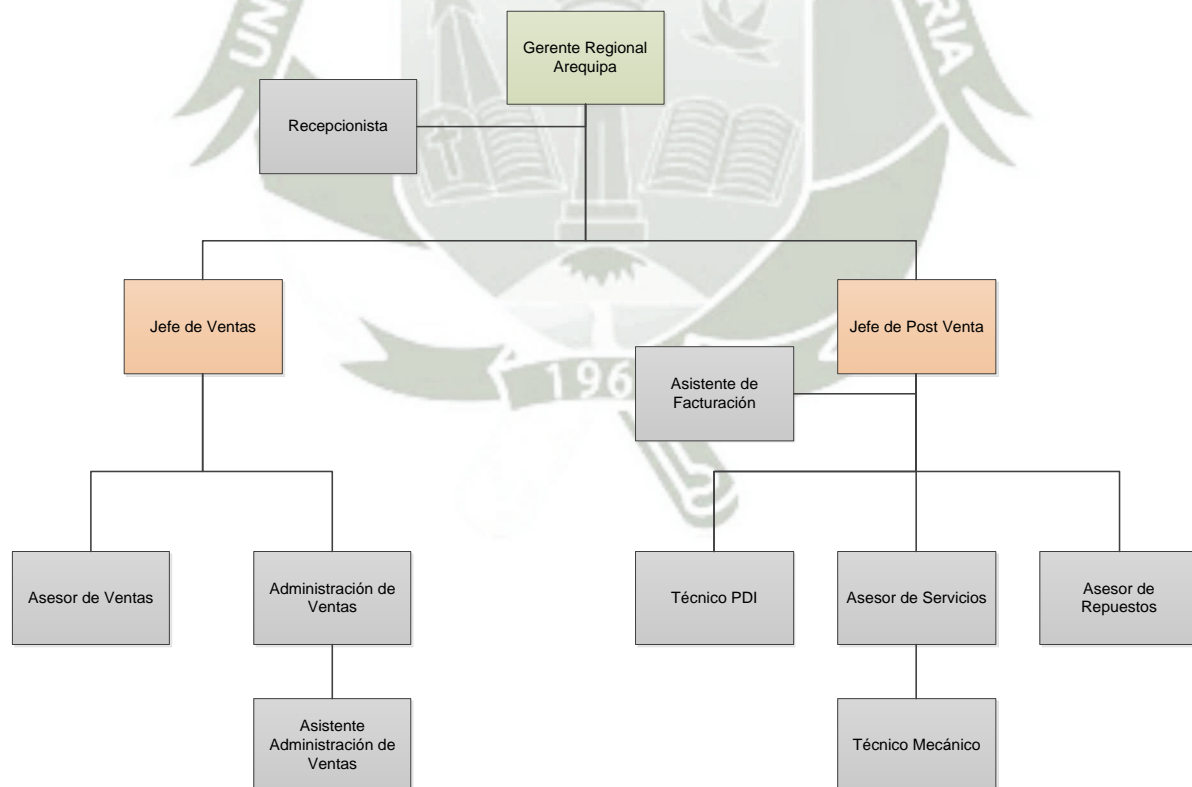 Gerente Regional
Arequipa
Recepcionista
Jefe de Ventas
Jefe de Post Venta
Asistente de
Facturación
Asesor de Ventas
Administración de
Ventas
Técnico PDI
Asesor de Servicios
Asesor de
Repuestos
Asistente
Administración de
Ventas
Técnico Mecánico